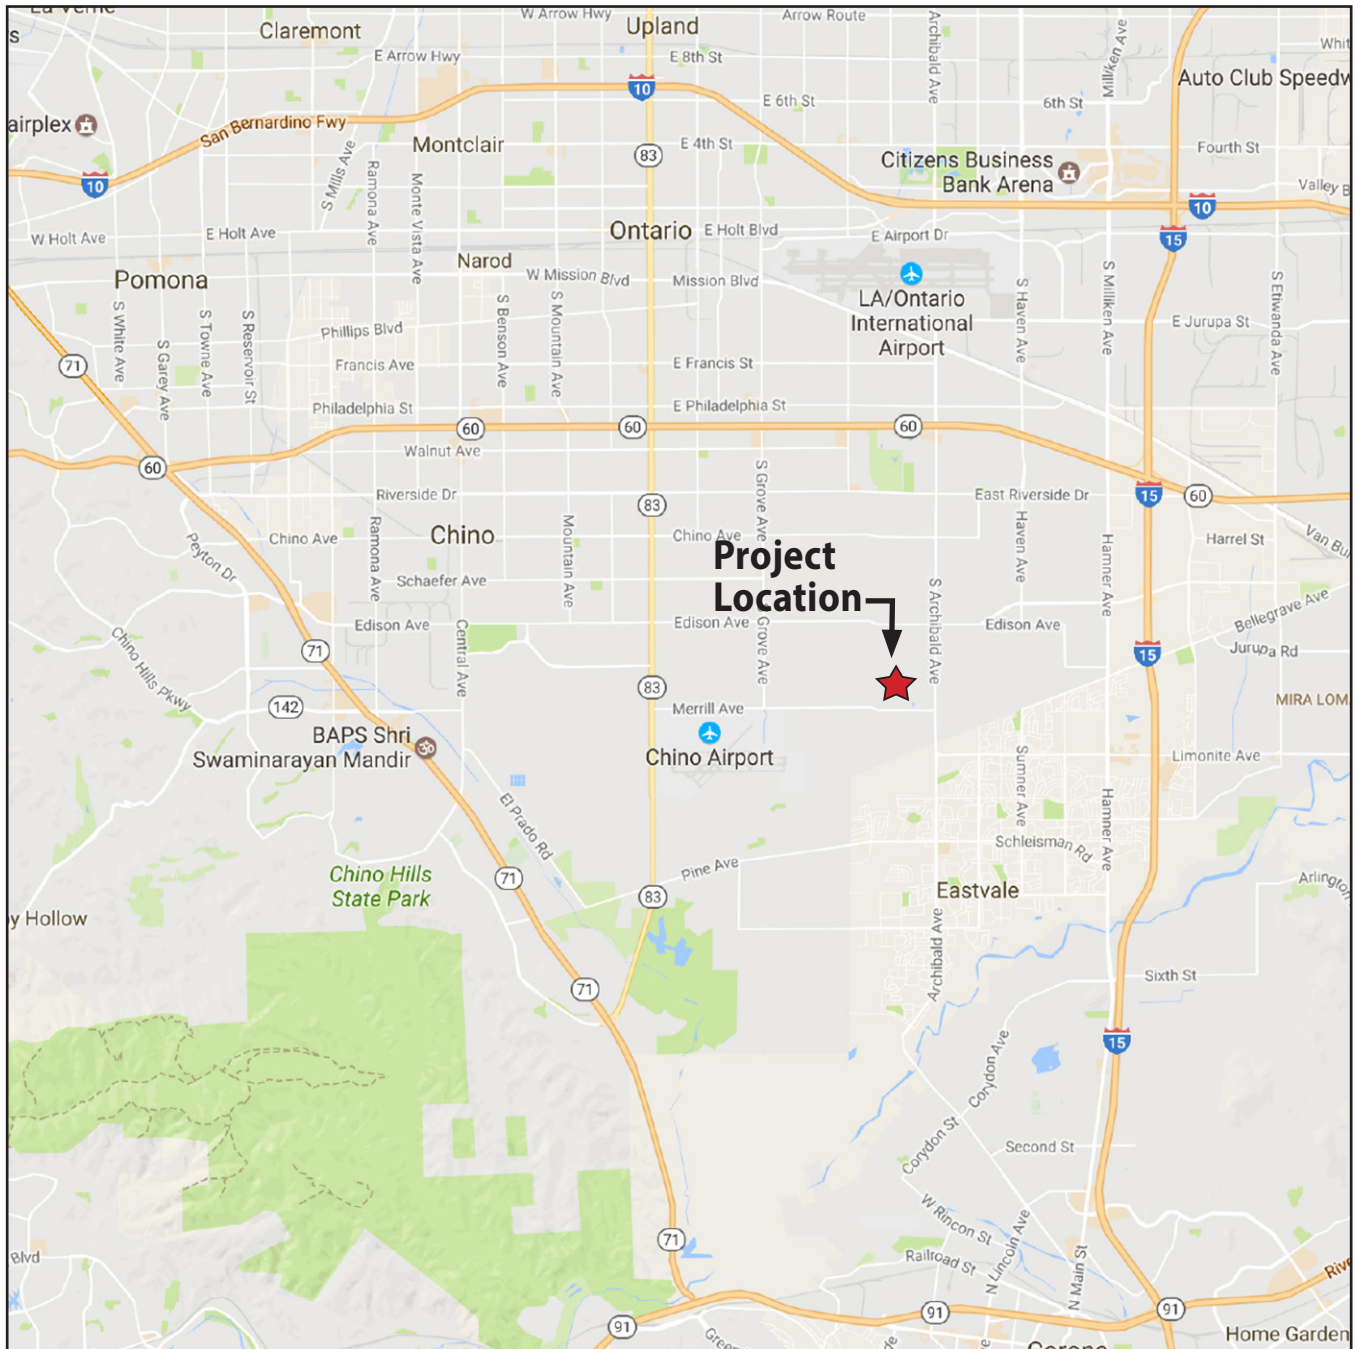 La Verne
Claremont
W Arrow Hwy
Upland
Arrow Route
Archibald Ave
Milliken Ave
s
E Arrow Hwy
E 8th St
Whit
10
Auto Club Speedw
E 6th St
6th St
airplex
San Bernardino Fwy
Montclair
83
E 4th St
Citizens Business
Bank Arena
Fourth St
10
S Mills Ave
Ramona Ave
Monte Vista Ave
Valley B
10
W Holt Ave
E Holt Ave
Ontario
E Holt Blvd
E Airport Dr
15
Pomona
Narod
W Mission Blvd
Mission Blvd
LA/Ontario
International
Airport
S Haven Ave
S Milliken Ave
S Etiwanda Ave
S White Ave
S Garey Ave
S Towne Ave
S Reservoir St
Phillips Blvd
S Benson Ave
S Mountain Ave
E Jurupa St
71
Francis Ave
E Francis St
Philadelphia St
E Philadelphia St
60
60
60
60
Walnut Ave
Riverside Dr
S Grove Ave
East Riverside Dr
15
60
83
Chino Ave
Ramona Ave
Chino
Mountain Ave
Chino Ave
Haven Ave
Hamner Ave
Harrel St
Van Bu
Peyton Dr
Schaefer Ave
Project
Location
S Archibald Ave
Bellegrave Ave
Edison Ave
Central Ave
Edison Ave
Grove Ave
Edison Ave
Jurupa Rd
Chino Hills Pkwy
71
15
83
142
Merrill Ave
MIRA LOM
BAPS Shri
Swaminarayan Mandir
Chino Airport
Sumner Ave
Hamner Ave
Limonite Ave
El Prado Rd
Schleisman Rd
Chino Hills
State Park
71
Pine Ave
83
Eastvale
Arlington
y Hollow
Archibald Ave
71
Sixth St
15
Corydon Ave
Corydon St
Second St
W Rincon St
N Lincoln Ave
71
Blvd
Railroad St
N Main St
Rive
91
91
91
Green
de
Corona
Home Garden